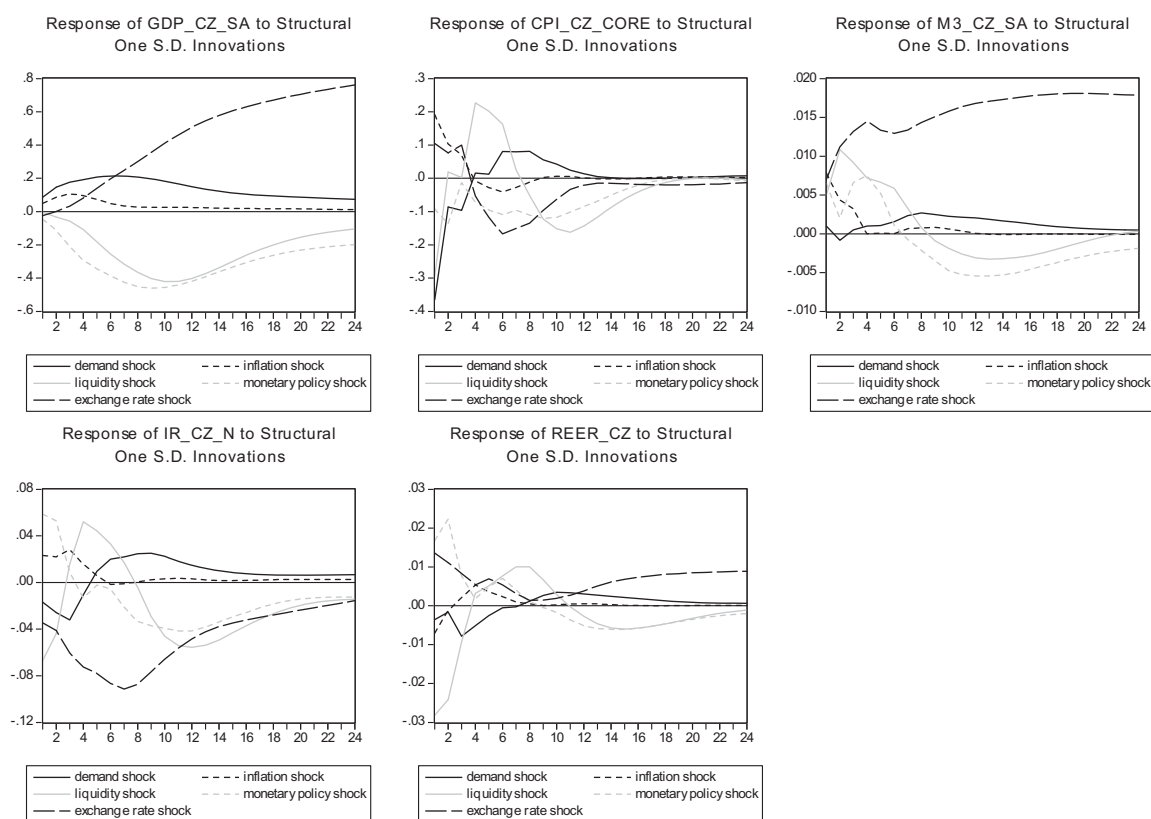 Response of GDP_CZ_SA to Structural
One S.D. Innovations
.8
.6
.4
.2
.0
-.2
-.4
-.6
2 4 6 8 10 12 14 16 18 20 22 24
demand shock inflation shock
liquidity shock monetary policy shock
exchange rate shock
Response of CPI_CZ_CORE to Structural
One S.D. Innovations
.3
.2
.1
.0
-.1
-.2
-.3
-.4
2 4 6 8 10 12 14 16 18 20 22 24
demand shock inflation shock
liquidity shock monetary policy shock
exchange rate shock
Response of M3_CZ_SA to Structural
One S.D. Innovations
.020
.015
.010
.005
.000
-.005
-.010
2 4 6 8 10 12 14 16 18 20 22 24
demand shock inflation shock
liquidity shock monetary policy shock
exchange rate shock
Response of IR_CZ_N to Structural
One S.D. Innovations
.08
.04
.00
-.04
-.08
-.12
2 4 6 8 10 12 14 16 18 20 22 24
demand shock inflation shock
liquidity shock monetary policy shock
exchange rate shock
Response of REER_CZ to Structural
One S.D. Innovations
.03
.02
.01
.00
-.01
-.02
-.03
2 4 6 8 10 12 14 16 18 20 22 24
demand shock inflation shock
liquidity shock monetary policy shock
exchange rate shock